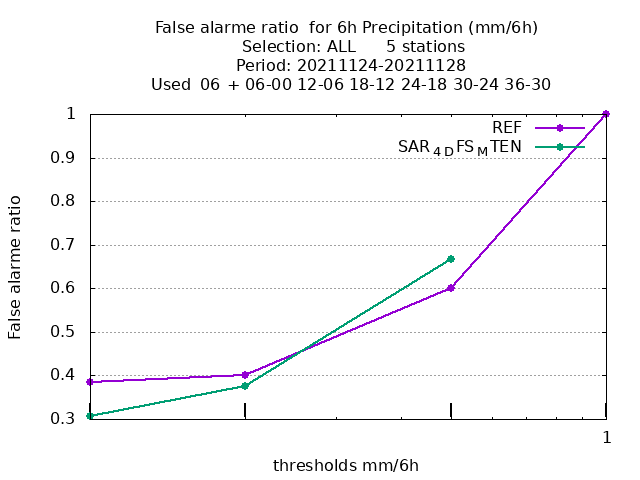 False alarme ratio for 6h Precipitation (mm/6h)
Selection: ALL 5 stations
Period: 20211124-20211128
Used 06 + 06-00 12-06 18-12 24-18 30-24 36-30
REF
SAR4DFSMTEN
1
0.9
0.8
0.7
0.6
0.5
0.4
0.3
False alarme ratio
1
thresholds mm/6h